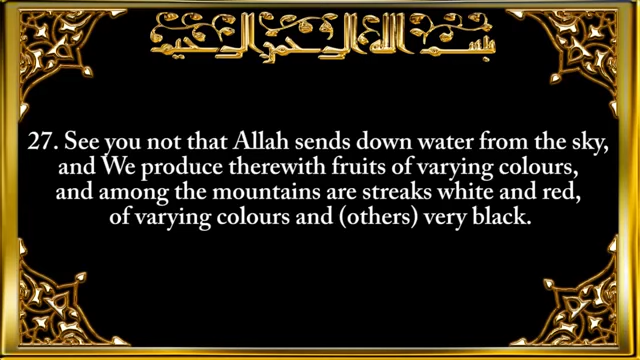 بسم الله الرحمن الرحيم
27. See you not that Allah sends down water from the sky,
and We produce therewith fruits of varying colours,
and among the mountains are streaks white and red,
of varying colours and (others) very black.